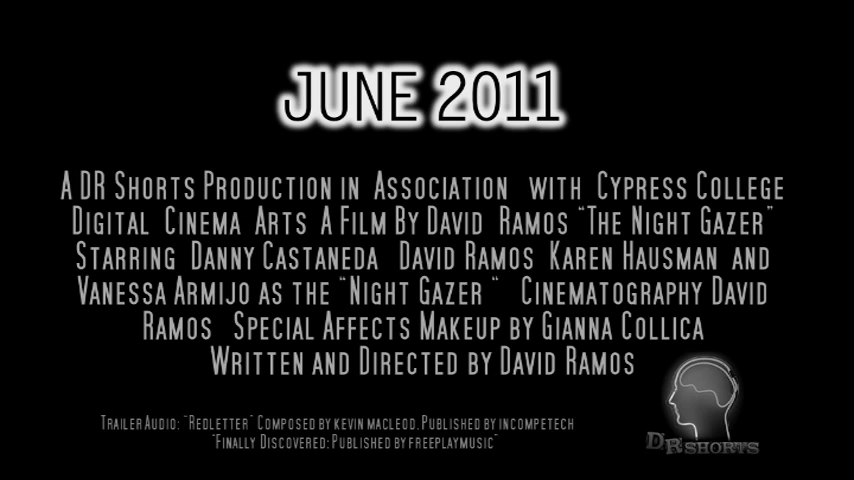 JUNE 2011
A DR Shorts Production in Association with Cypress College
Digital Cinema Arts A Film By David Ramos "The Night Gazer"
Starring Danny Castaneda David Ramos Karen Hausman and
Vanessa Armijo as the "Night Gazer " Cinematography David
Ramos Special Affects Makeup by Gianna Collica
Written and Directed by David Ramos
Trailer Audio: "Redletter" Composed by kevin macleod. Published by incompetech
"Finally Discovered: Published by freeplaymusic"
DR SHORTS